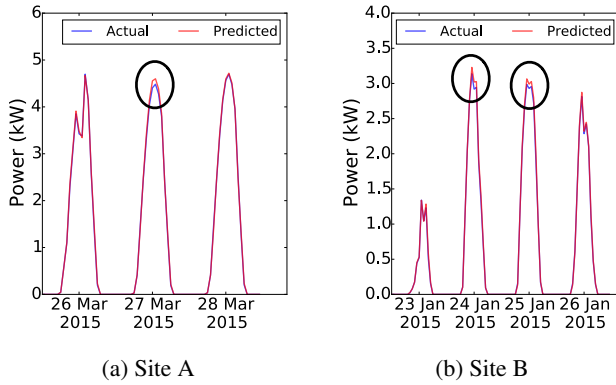 Actual Predicted
Power (kW)
6
5
4
3
2
1
0
26 Mar 2015
27 Mar 2015
28 Mar 2015
(a) Site A
Actual Predicted
Power (kW)
4.0
3.5
3.0
2.5
2.0
1.5
1.0
0.5
0.0
23 Jan 2015
24 Jan 2015
25 Jan 2015
26 Jan 2015
(b) Site B